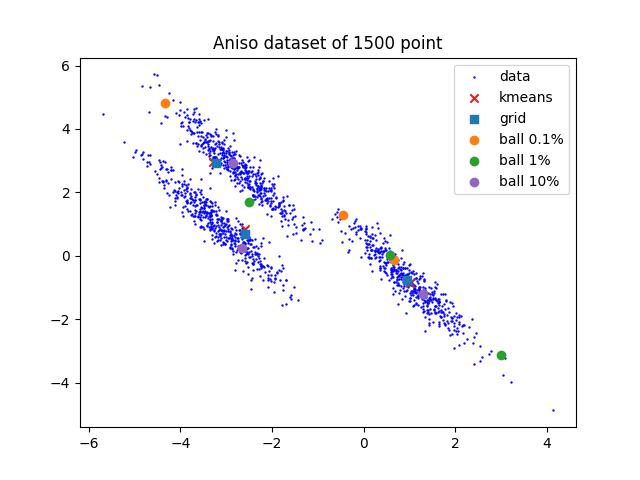 Aniso dataset of 1500 point
data
kmeans
grid
ball 0.1%
ball 1%
ball 10%
6
4
2
0
−2
−4
−6 −4 −2 0 2 4